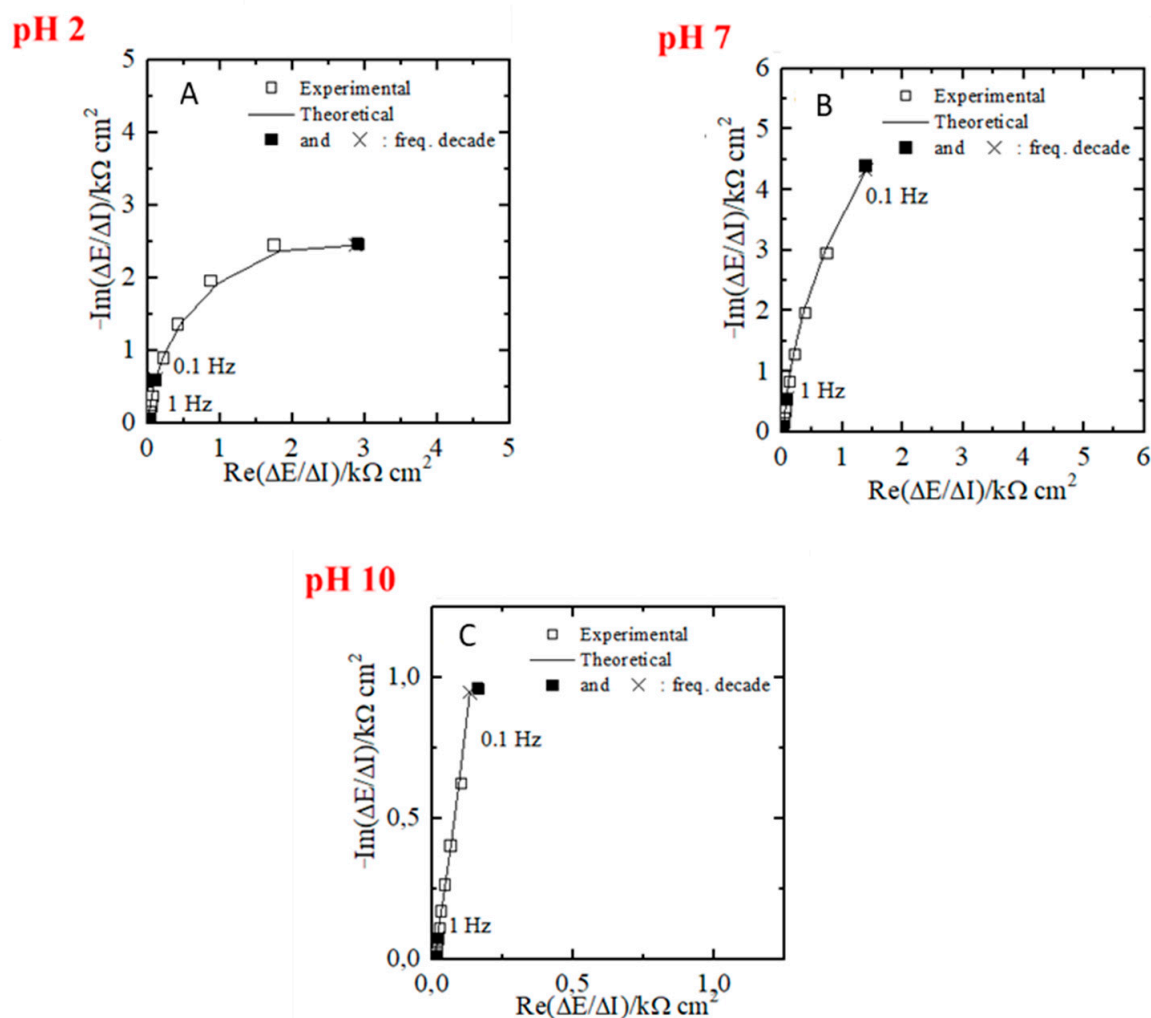 pH 2
5
4
3
2
1
0
A
Experimental
Theoretical
and × : freq. decade
0.1 Hz
1 Hz
0 1 2 3 4 5
−Im(ΔE/ΔI)/kΩ cm²
Re(ΔE/ΔI)/kΩ cm²
pH 7
6
5
4
3
2
1
0
B
Experimental
Theoretical
and × : freq. decade
0.1 Hz
1 Hz
0 1 2 3 4 5 6
−Im(ΔE/ΔI)/kΩ cm²
Re(ΔE/ΔI)/kΩ cm²
pH 10
1,0
0,5
0,0
C
Experimental
Theoretical
and × : freq. decade
0.1 Hz
1 Hz
0,0 0,5 1,0
−Im(ΔE/ΔI)/kΩ cm²
Re(ΔE/ΔI)/kΩ cm²